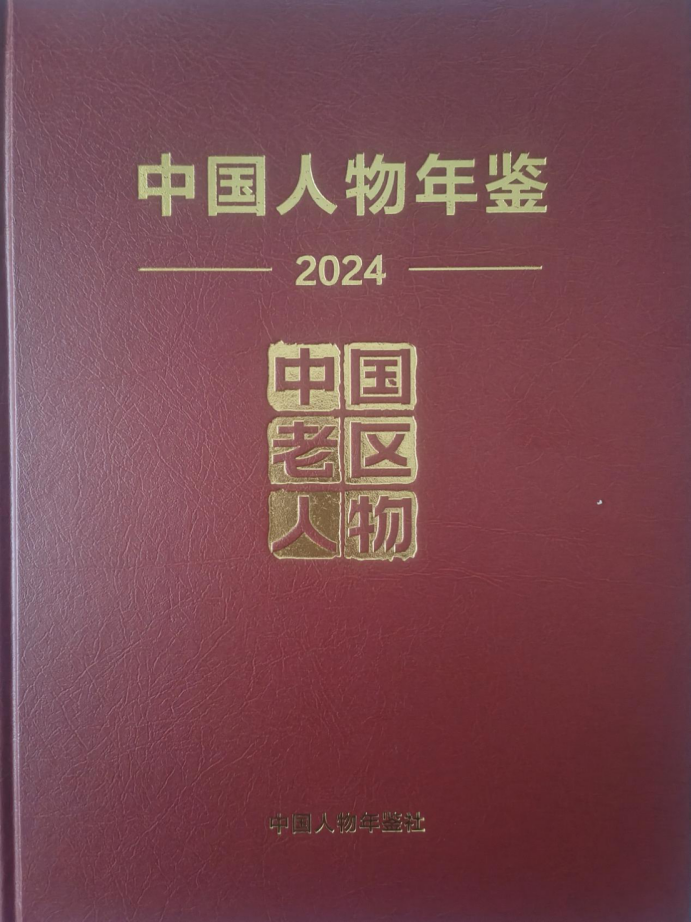 中国人物年鉴
2024
中国
老区
人物
中国人物年鉴社